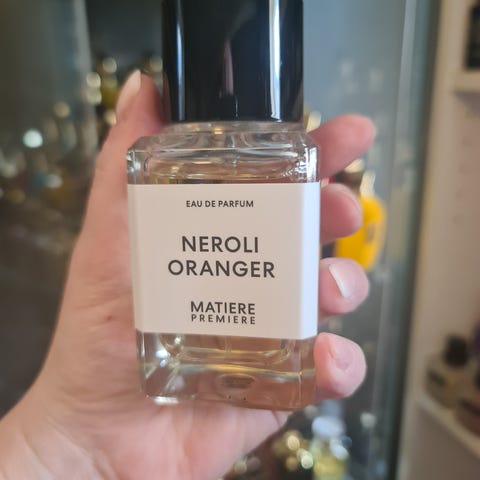 EAU DE PARFUM
NEROLI
ORANGER
MATIERE
PREMIERE